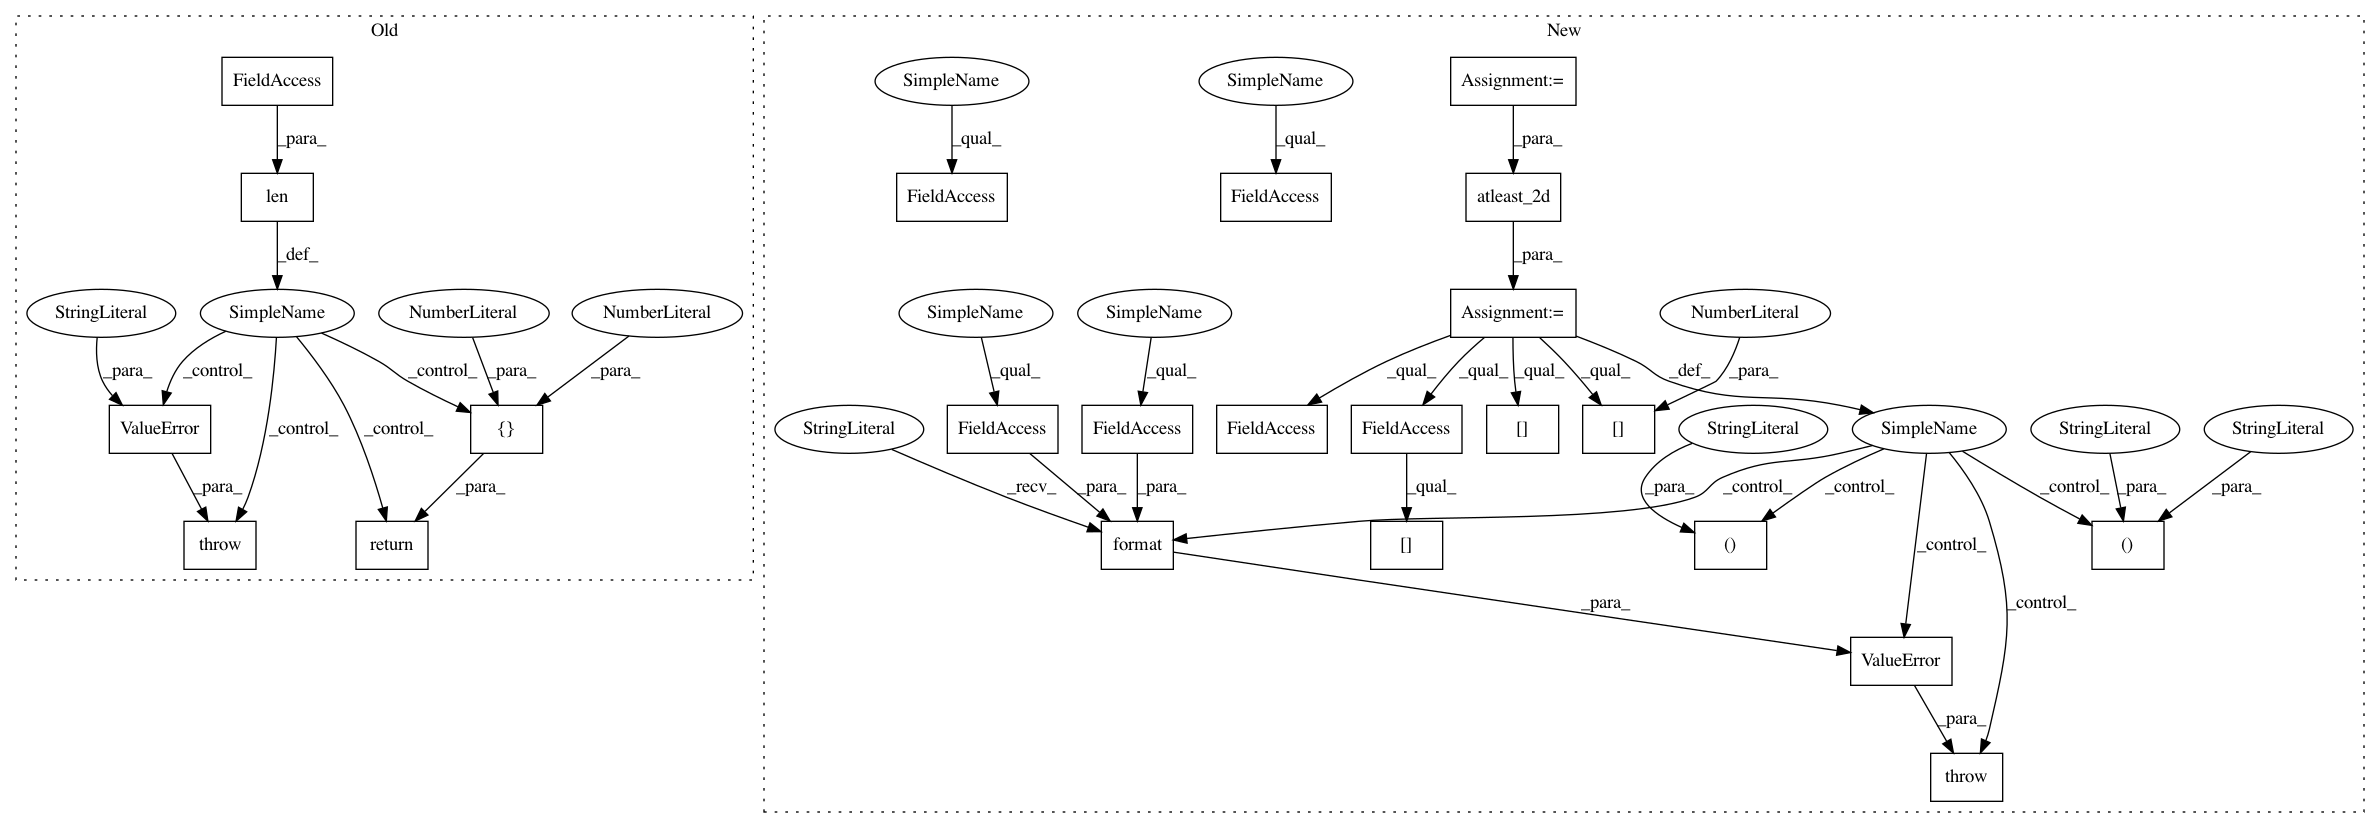 Old
New
FieldAccess
SimpleName
SimpleName
Assignment:=
_para_
_qual_
_qual_
_para_
len
FieldAccess
FieldAccess
atleast_2d
_def_
_para_
StringLiteral
SimpleName
NumberLiteral
NumberLiteral
SimpleName
SimpleName
Assignment:=
NumberLiteral
_para_
_control_
_control_
_para_
_para_
_qual_
_qual_
_qual_
_qual_
_qual_
_qual_
_def_
_para_
ValueError
_control_
_control_
{}
StringLiteral
FieldAccess
FieldAccess
FieldAccess
FieldAccess
[]
[]
StringLiteral
SimpleName
StringLiteral
StringLiteral
_para_
_para_
_recv_
_para_
_para_
_qual_
_para_
_control_
_control_
_control_
_para_
_para_
throw
return
format
[]
()
_control_
()
_para_
_control_
ValueError
_para_
throw